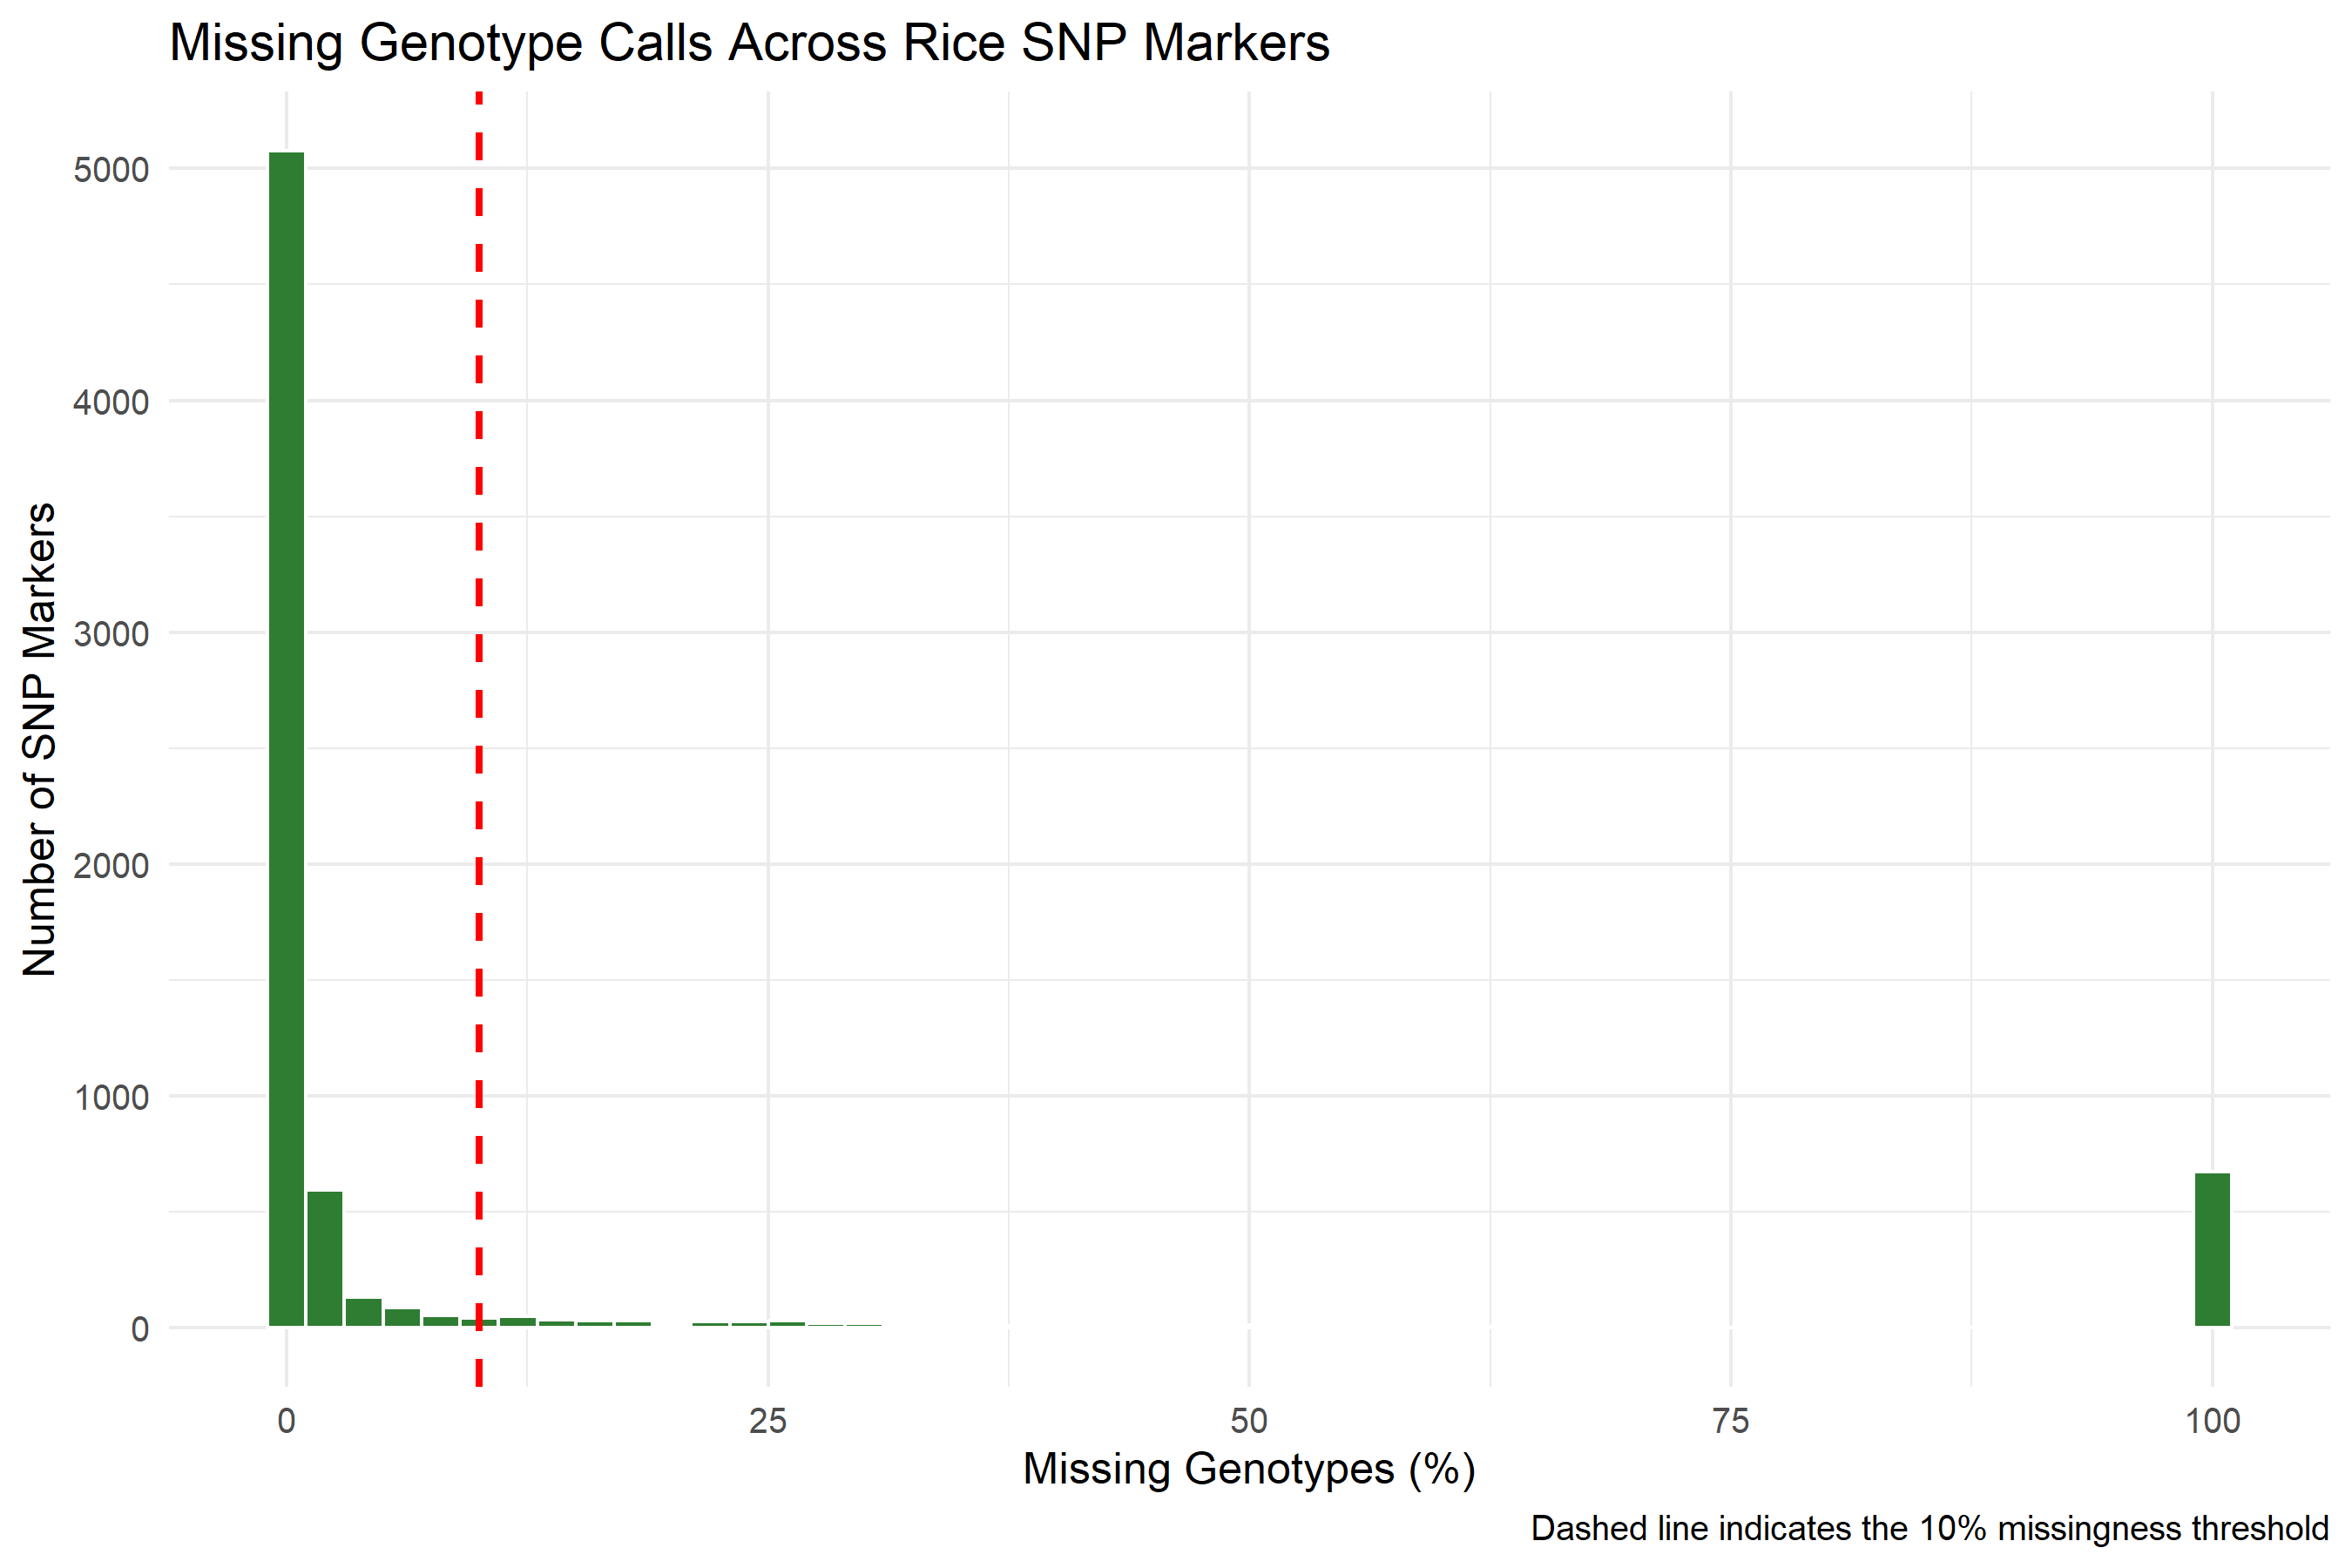 Missing Genotype Calls Across Rice SNP Markers
Number of SNP Markers
5000
4000
3000
2000
1000
0
0 25 50 75 100
Missing Genotypes (%)
Dashed line indicates the 10% missingness threshold